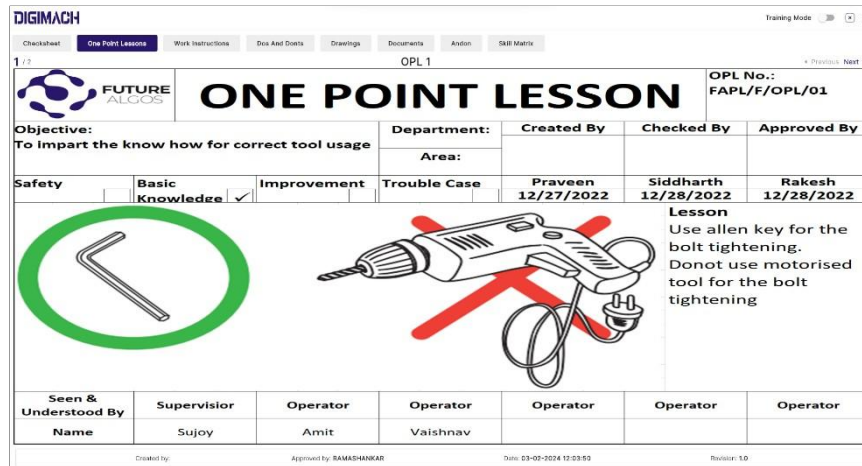 DIGIMACH
Training Mode
Checksheet One Point Lessons Work Instructions Dos And Donts Drawings Documents Andon Skill Matrix
1 / 2 OPL 1 Previous Next
FUTURE
ALGOS
ONE POINT LESSON
OPL No.:
FAPL/F/OPL/01
Objective:
To impart the know how for correct tool usage
Department:
Area:
Created By Checked By Approved By
Safety Basic Knowledge ✓ Improvement Trouble Case
Praveen Siddharth Rakesh
12/27/2022 12/28/2022 12/28/2022
Lesson
Use allen key for the
bolt tightening.
Donot use motorised
tool for the bolt
tightening
Seen &
Understood By
Supervisior Operator Operator Operator Operator Operator
Name Sujoy Amit Vaishnav
Created by: Approved by: RAMASHANKAR Date: 03-02-2024 12:03:50 Revision: 1.0